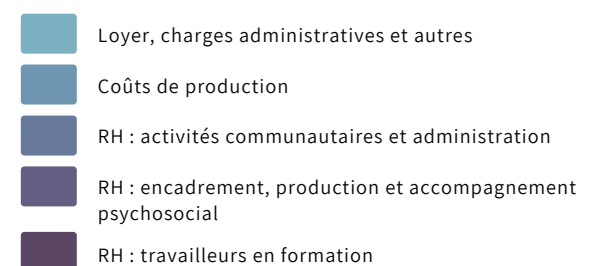 Loyer, charges administratives et autres
Coûts de production
RH : activités communautaires et administration
RH : encadrement, production et accompagnement
psychosocial
RH : travailleurs en formation